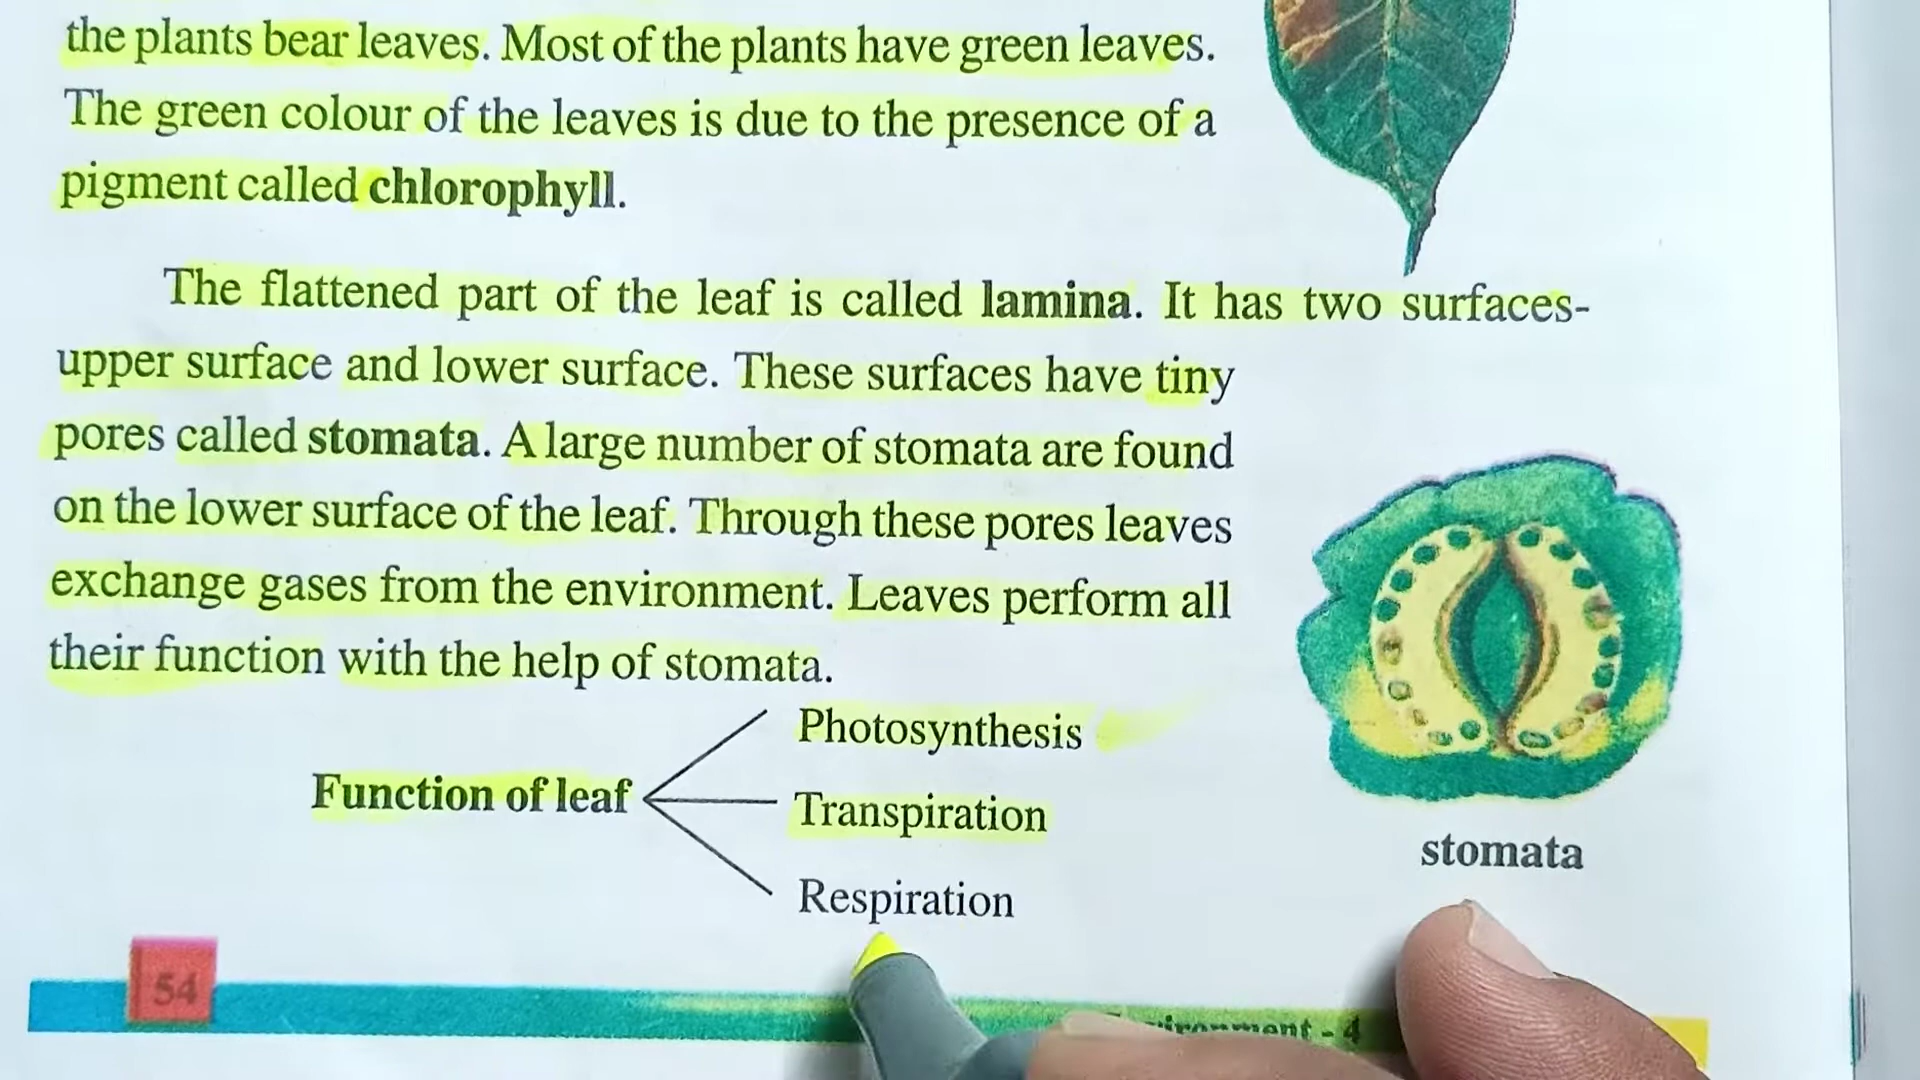 the plants bear leaves. Most of the plants have green leaves.
The green colour of the leaves is due to the presence of a
pigment called chlorophyll.
The flattened part of the leaf is called lamina. It has two surfaces-
upper surface and lower surface. These surfaces have tiny
pores called stomata. A large number of stomata are found
on the lower surface of the leaf. Through these pores leaves
exchange gases from the environment. Leaves perform all
their function with the help of stomata.
Photosynthesis
Function of leaf
Transpiration
Respiration
stomata
54
- 4